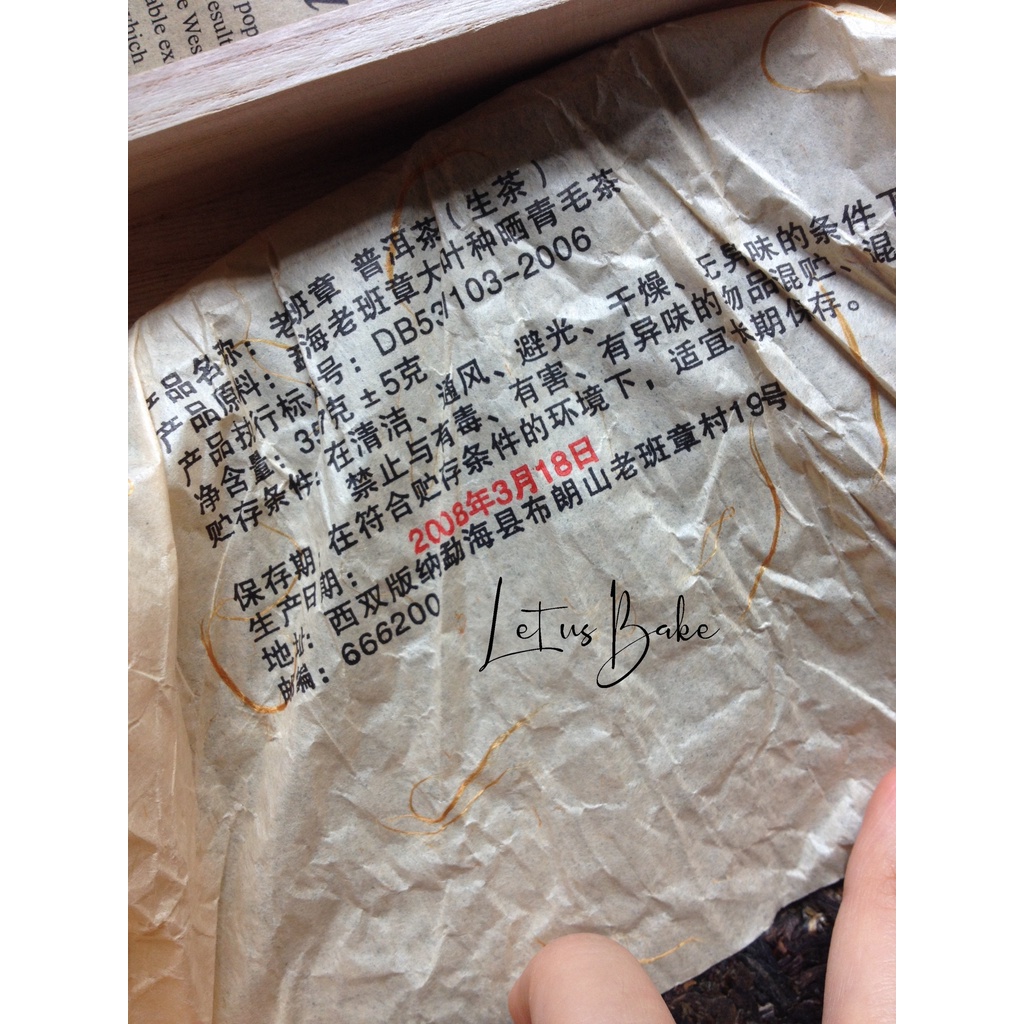 pop
able ex
result
e Wes
which
产品名称：老班章 普洱茶（生茶）
产品原料：勐海老班章大叶种晒青毛茶
产品执行标 号：DB53/103-2006
净含量：3 7克±5克
贮存条件：在清洁、通风、避光、干燥、无异味的条件下
禁止与有毒、有害、有异味的物品混贮、混
保存期：在符合贮存条件的环境下，适宜长期保存。
生产日期：2008年3月18日
地址：西双版纳勐海县布朗山老班章村19号
邮编：666200
Let us Bake